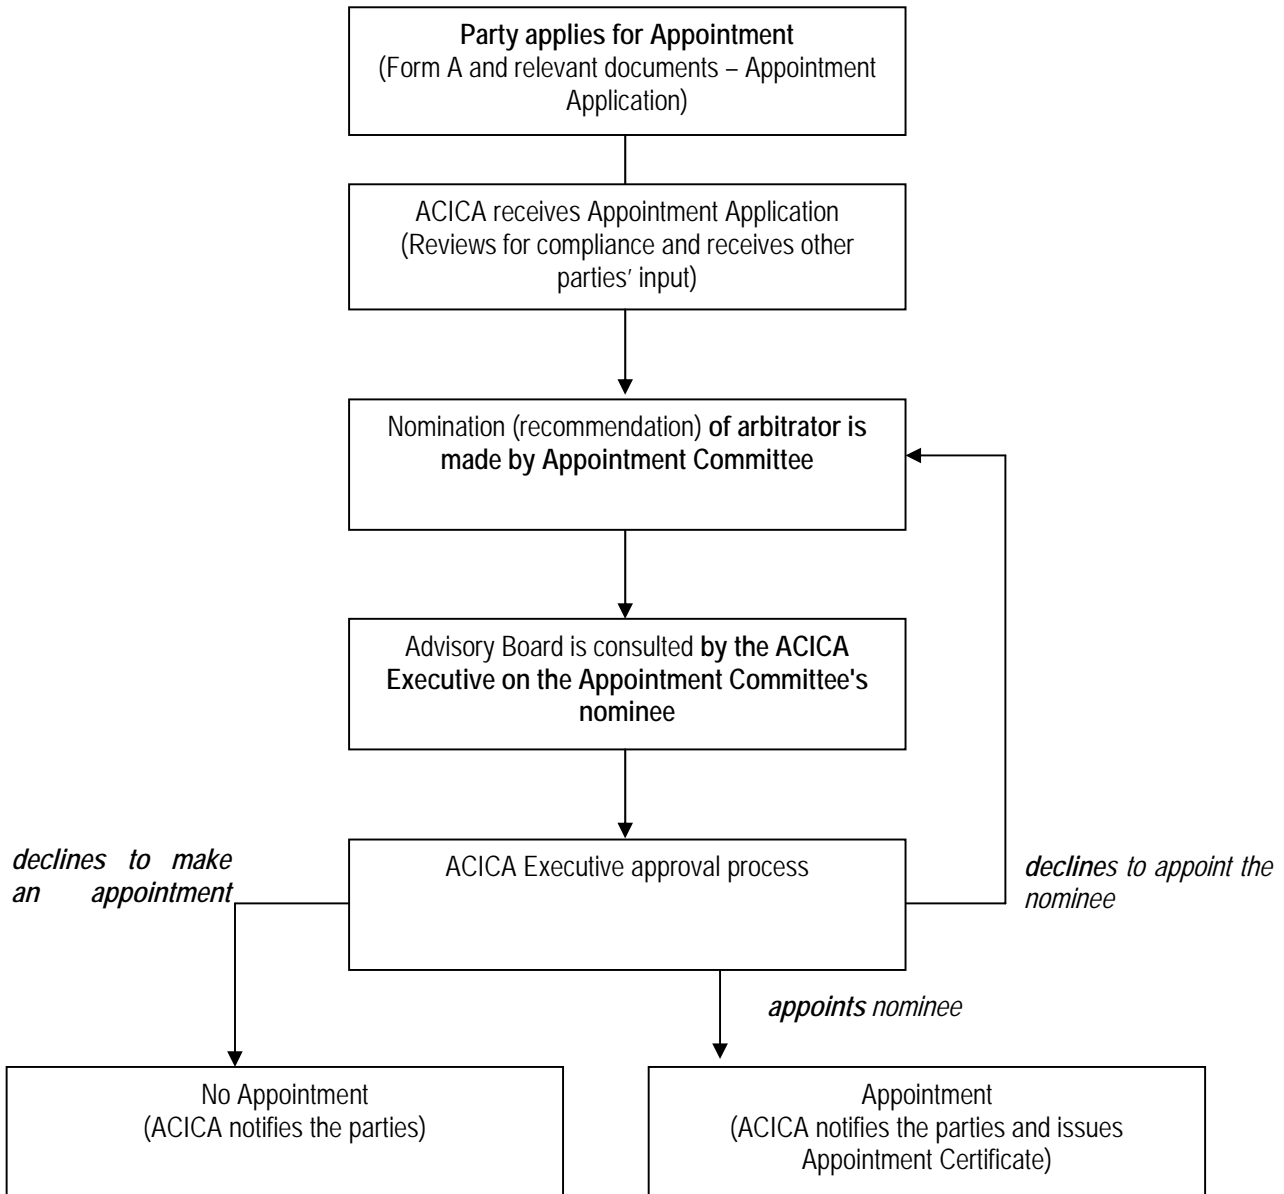 Party applies for Appointment
(Form A and relevant documents – Appointment
Application)
ACICA receives Appointment Application
(Reviews for compliance and receives other
parties’ input)
Nomination (recommendation) of arbitrator is
made by Appointment Committee
Advisory Board is consulted by the ACICA
Executive on the Appointment Committee's
nominee
declines to make
an appointment
ACICA Executive approval process
declines to appoint the
nominee
appoints nominee
No Appointment
(ACICA notifies the parties)
Appointment
(ACICA notifies the parties and issues
Appointment Certificate)